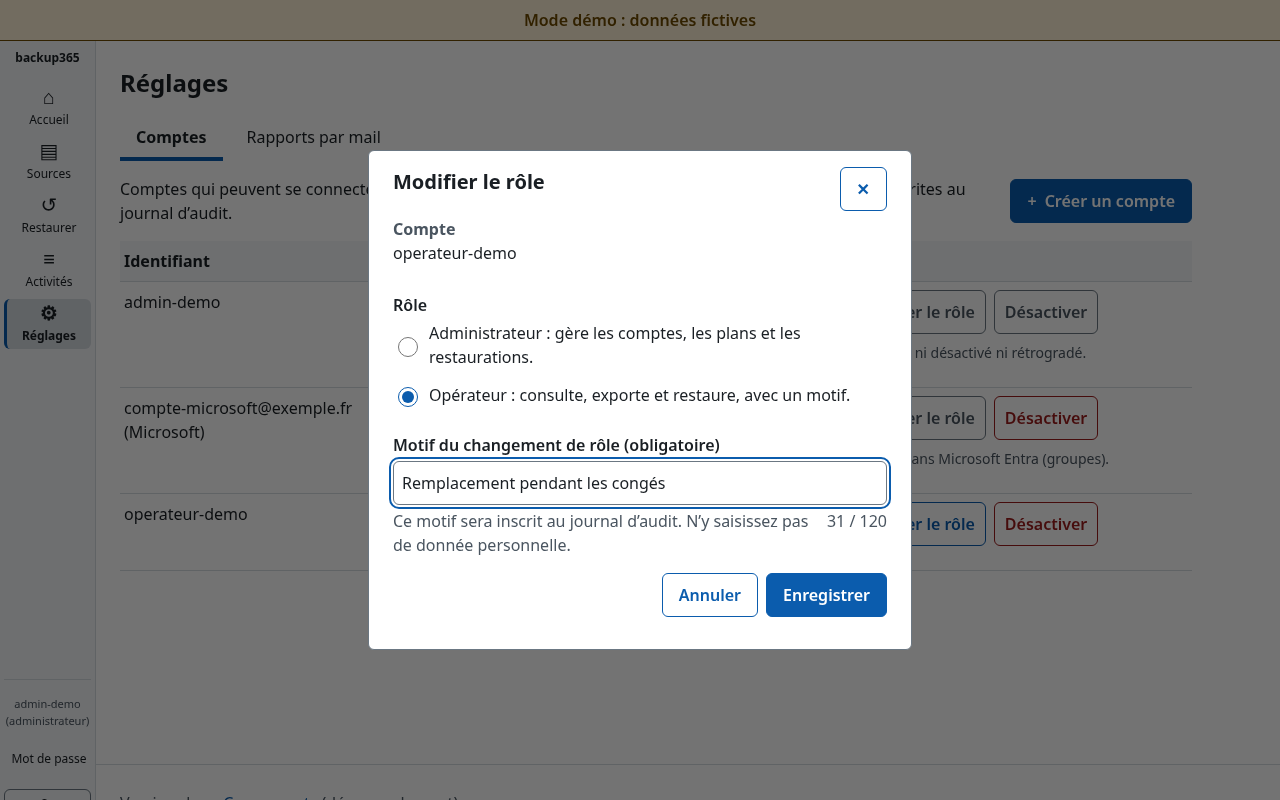 Mode démo : données fictives
backup365
Accueil
Sources
Restaurer
Activités
Réglages
admin-demo
(administrateur)
Mot de passe
Réglages
Comptes
Rapports par mail
Comptes qui peuvent se
rites au
journal d’audit.
+ Créer un compte
Identifiant
admin-demo
er le rôle
Désactiver
ni désactivé ni rétrogradé.
compte-microsoft@exemple.fr
(Microsoft)
er le rôle
Désactiver
ans Microsoft Entra (groupes).
operateur-demo
er le rôle
Désactiver
Modifier le rôle
×
Compte
operateur-demo
Rôle
Administrateur : gère les comptes, les plans et les
restaurations.
Opérateur : consulte, exporte et restaure, avec un motif.
Motif du changement de rôle (obligatoire)
Remplacement pendant les congés
Ce motif sera inscrit au journal d’audit. N’y saisissez pas
de donnée personnelle.
31 / 120
Annuler
Enregistrer